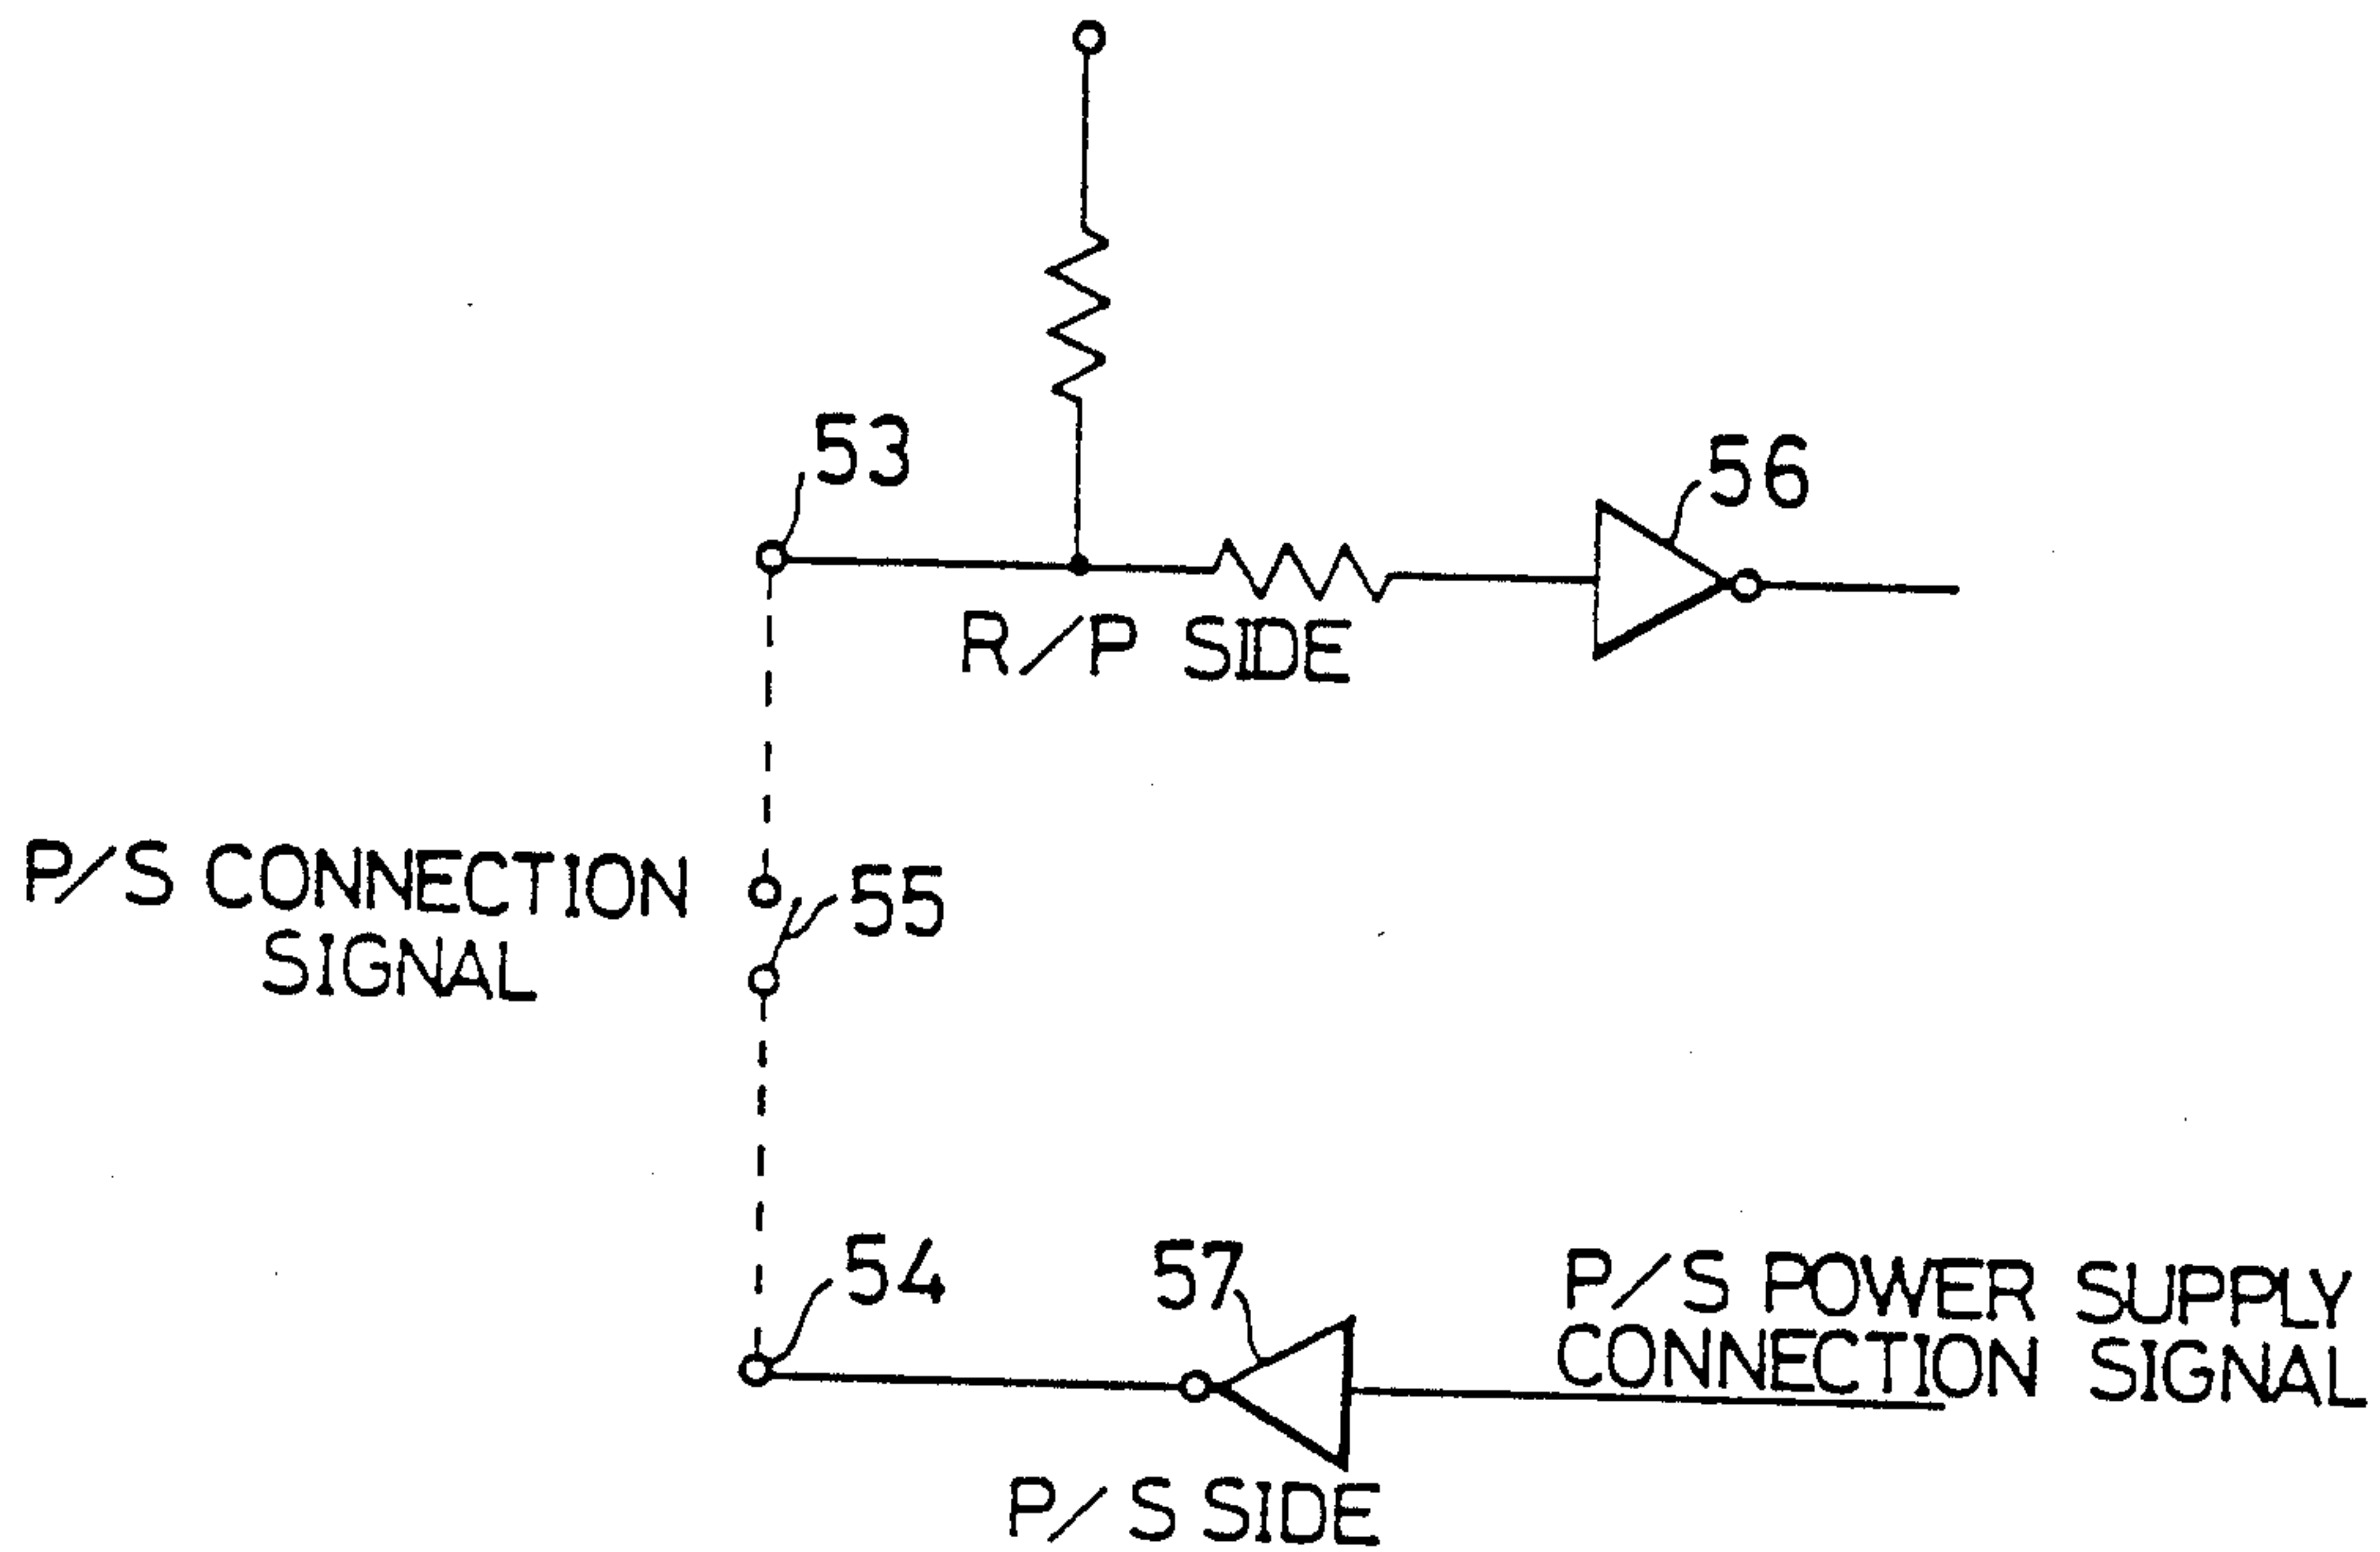 53
56
R/P SIDE
P/S CONNECTION
SIGNAL
55
54
57
P/S POWER SUPPLY
CONNECTION SIGNAL
P/S SIDE